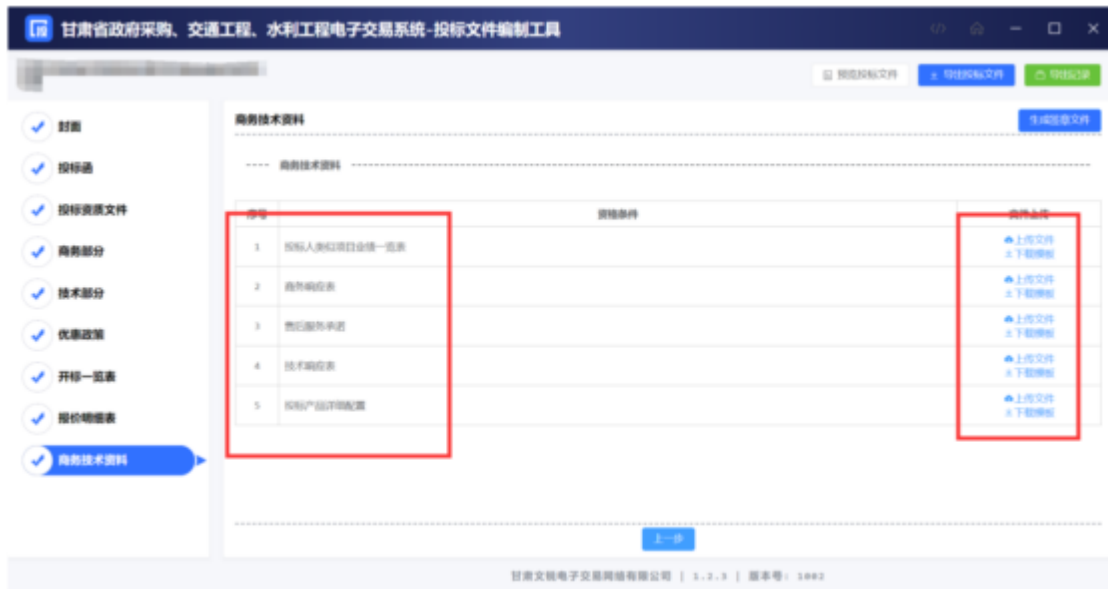 甘肃省政府采购、交通工程、水利工程电子交易系统-投标文件编制工具
预览投标文件
导出投标文件
导出记录
封面
投标函
投标资质文件
商务部分
技术部分
优惠政策
开标一览表
报价明细表
商务技术资料
商务技术资料
生成签章文件
商务技术资料
序号 资格条件 文件上传
1 投标人类似项目业绩一览表 上传文件
下载模板
2 商务响应表 上传文件
下载模板
3 售后服务承诺 上传文件
下载模板
4 技术响应表 上传文件
下载模板
5 投标产品详细配置 上传文件
下载模板
上一步
甘肃文锐电子交易网络有限公司 | 1.2.3 | 版本号: 1002